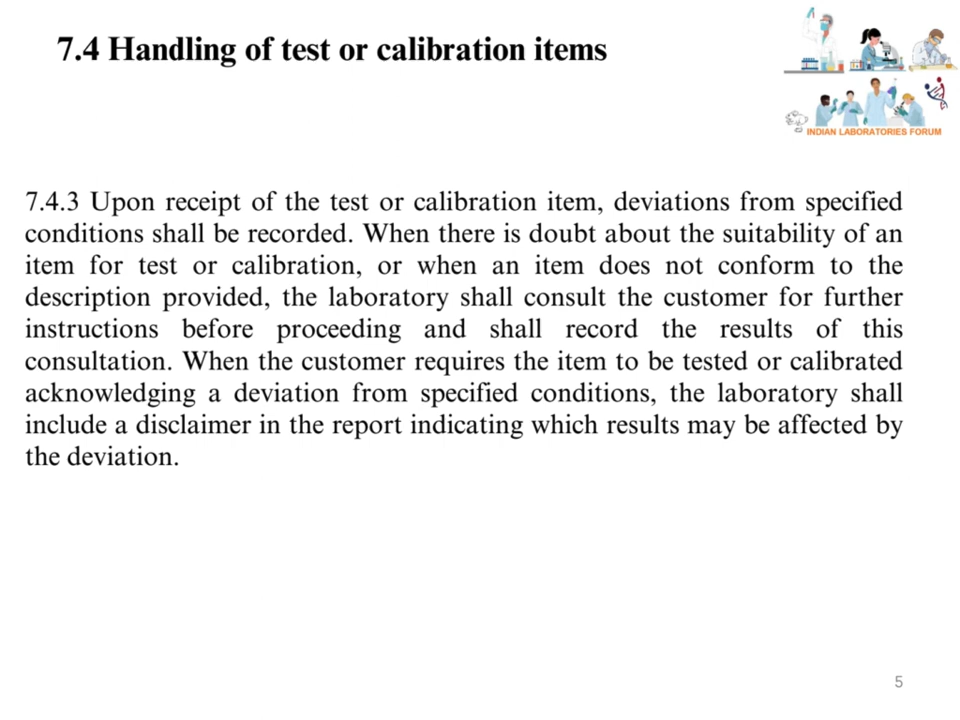 7.4 Handling of test or calibration items
INDIAN LABORATORIES FORUM
7.4.3 Upon receipt of the test or calibration item, deviations from specified
conditions shall be recorded. When there is doubt about the suitability of an
item for test or calibration, or when an item does not conform to the
description provided, the laboratory shall consult the customer for further
instructions before proceeding and shall record the results of this
consultation. When the customer requires the item to be tested or calibrated
acknowledging a deviation from specified conditions, the laboratory shall
include a disclaimer in the report indicating which results may be affected by
the deviation.
5